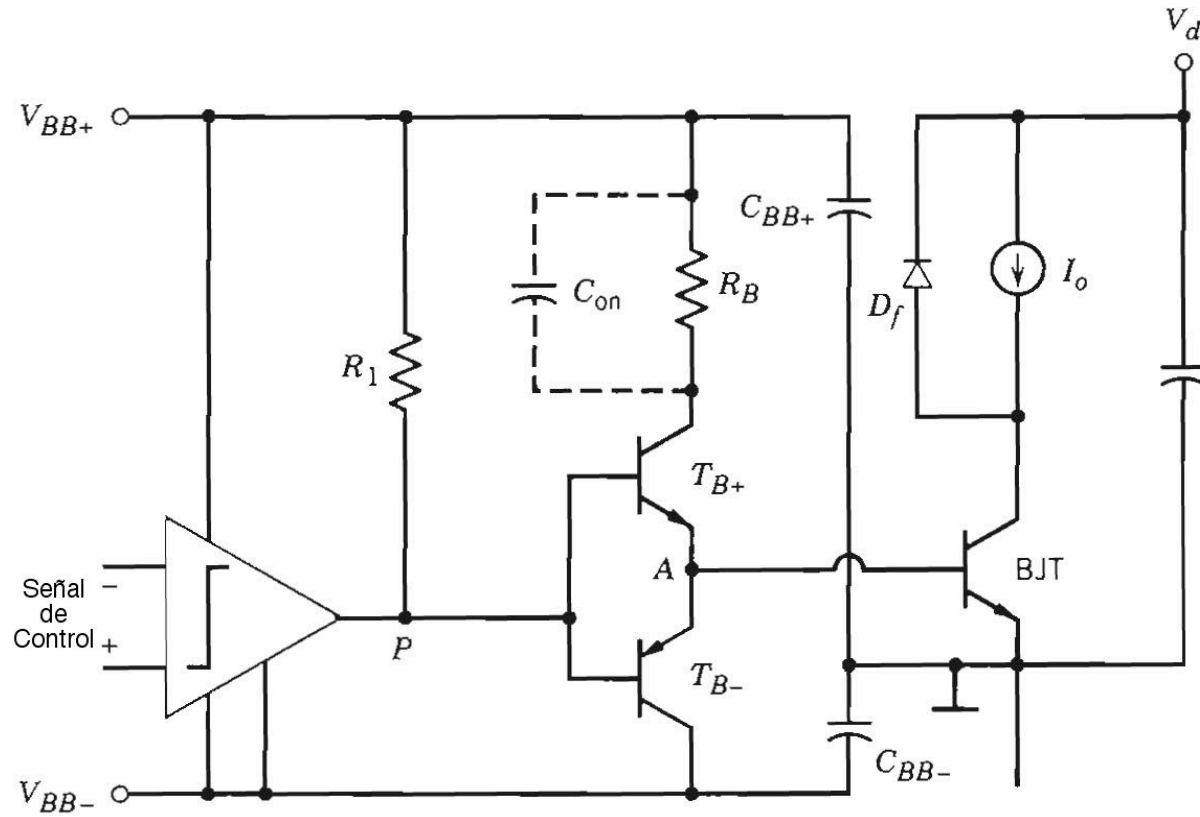 V_d
V_BB+
C_BB+
R_B
C_on
D_f
I_o
R_1
T_B+
A
BJT
Señal
de
Control
−
+
P
T_B−
C_BB−
V_BB−